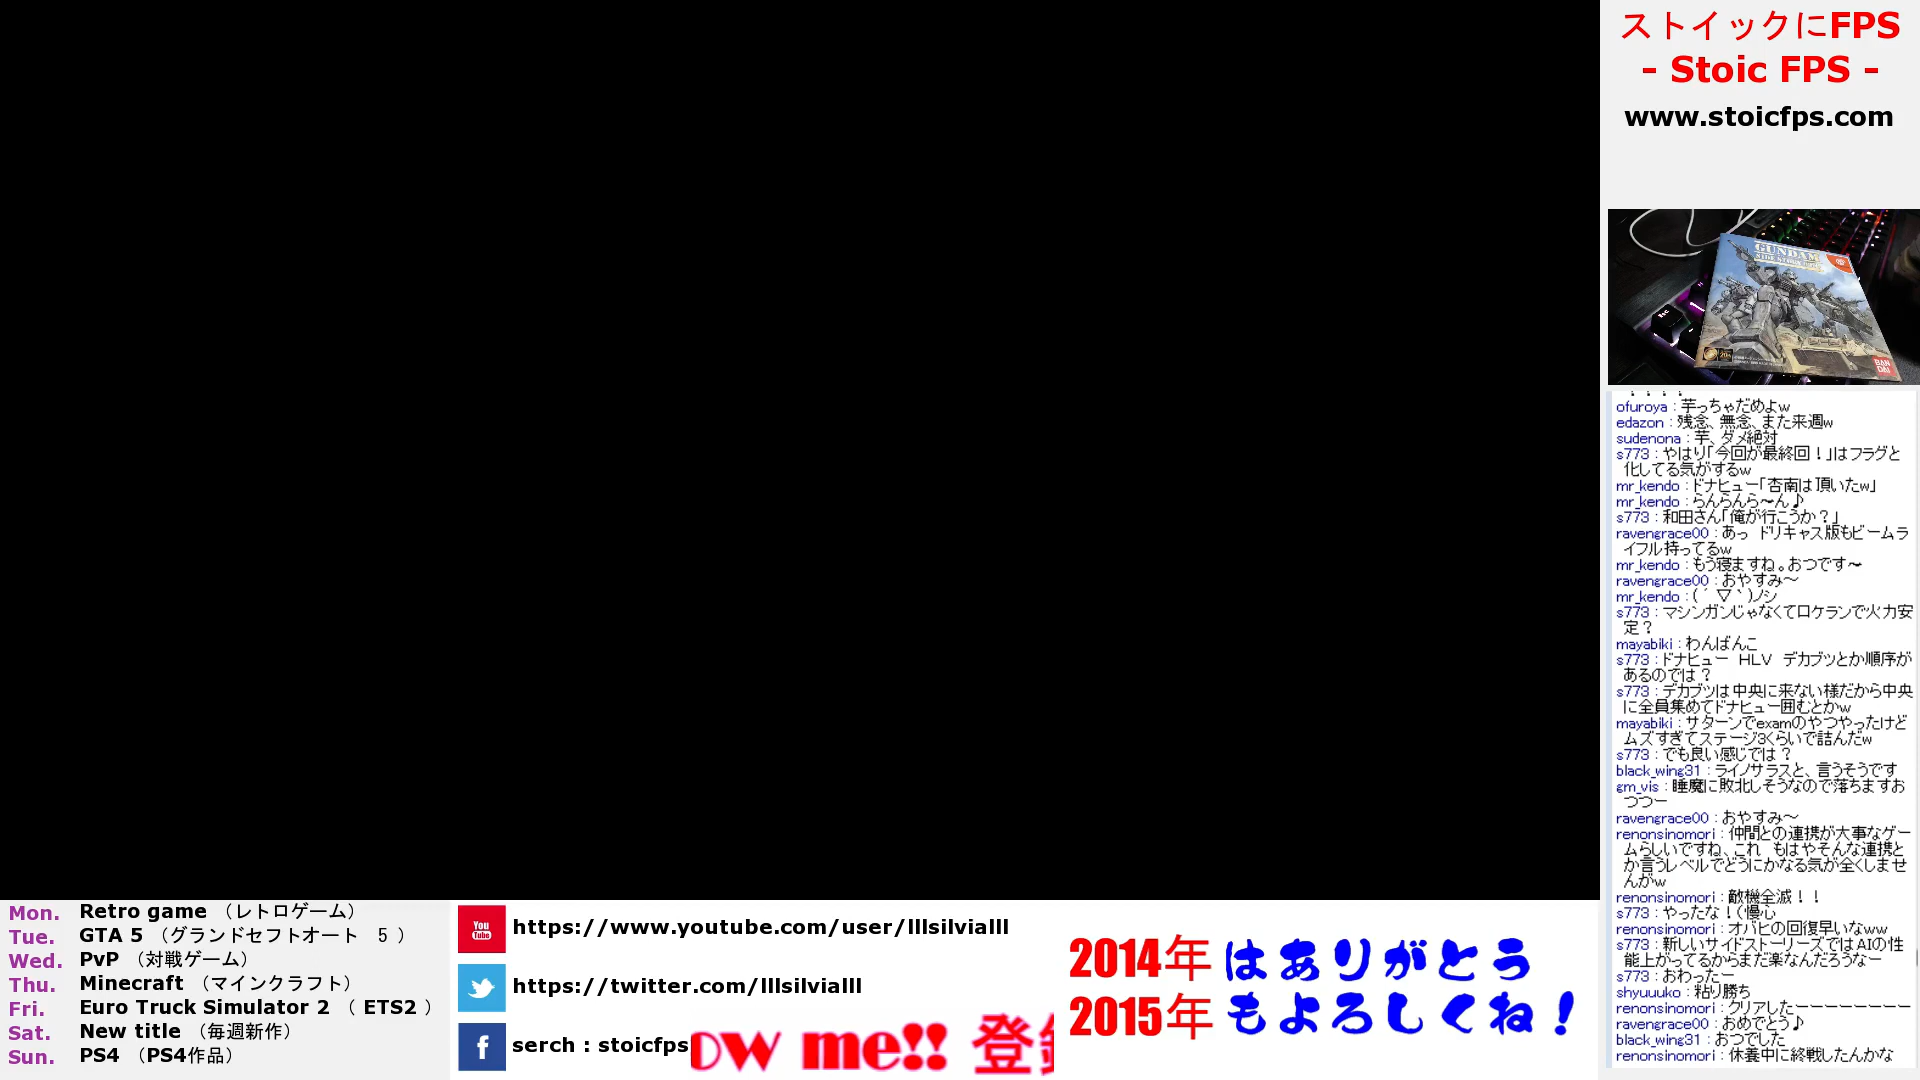 ストイックにFPS
- Stoic FPS -
www.stoicfps.com
GUNDAM
SIDE STORY
BAN
DAI
Esc
ofuroya : 芋っちゃだめよw
edazon : 残念、無念、また来週w
sudenona : 芋、ダメ絶対
s773 : やはり「今回が最終回！」はフラグと
化してる気がするw
mr_kendo : ドナヒュー「杏南は頂いたw」
mr_kendo : らんらんら～ん♪
s773 : 和田さん「俺が行こうか？」
ravengrace00 : あっ　ドリキャス版もビームラ
イフル持ってるw
mr_kendo : もう寝ますね。おつです～
ravengrace00 : おやすみ～
mr_kendo : ( ´ ▽ ` )ノシ
s773 : マシンガンじゃなくてロケランで火力安
定？
mayabiki : わんばんこ
s773 : ドナヒュー　HLV　デカブツとか順序が
あるのでは？
s773 : デカブツは中央に来ない様だから中央
に全員集めてドナヒュー囲むとかw
mayabiki : サターンでexamのやつやったけど
ムズすぎてステージ3くらいで詰んだw
s773 : でも良い感じでは？
black_wing31 : ライノサラスと、言うそうです
gm_vis : 睡魔に敗北しそうなので落ちますお
つつー
ravengrace00 : おやすみ～
renonsinomori : 仲間との連携が大事なゲー
ムらしいですね、これ　もはやそんな連携と
か言うレベルでどうにかなる気が全くしませ
んがw
renonsinomori : 敵機全滅！！
s773 : やったな！（慢心
renonsinomori : オバヒの回復早いなww
s773 : 新しいサイドストーリーズではAIの性
能上がってるからまだ楽なんだろうなー
s773 : おわったー
shyuuuko : 粘り勝ち
renonsinomori : クリアしたーーーーーーーー
ravengrace00 : おめでとう♪
black_wing31 : おつでした
renonsinomori : 休養中に終戦したんかな
Mon. Retro game （レトロゲーム）
Tue. GTA 5 （グランドセフトオート　5 ）
Wed. PvP （対戦ゲーム）
Thu. Minecraft （マインクラフト）
Fri. Euro Truck Simulator 2 （ ETS2 ）
Sat. New title （毎週新作）
Sun. PS4 （PS4作品）
You
Tube
https://www.youtube.com/user/lllsilvialll
https://twitter.com/lllsilvialll
f
serch : stoicfps
ow me!! 登録
2014年 はありがとう
2015年 もよろしくね！